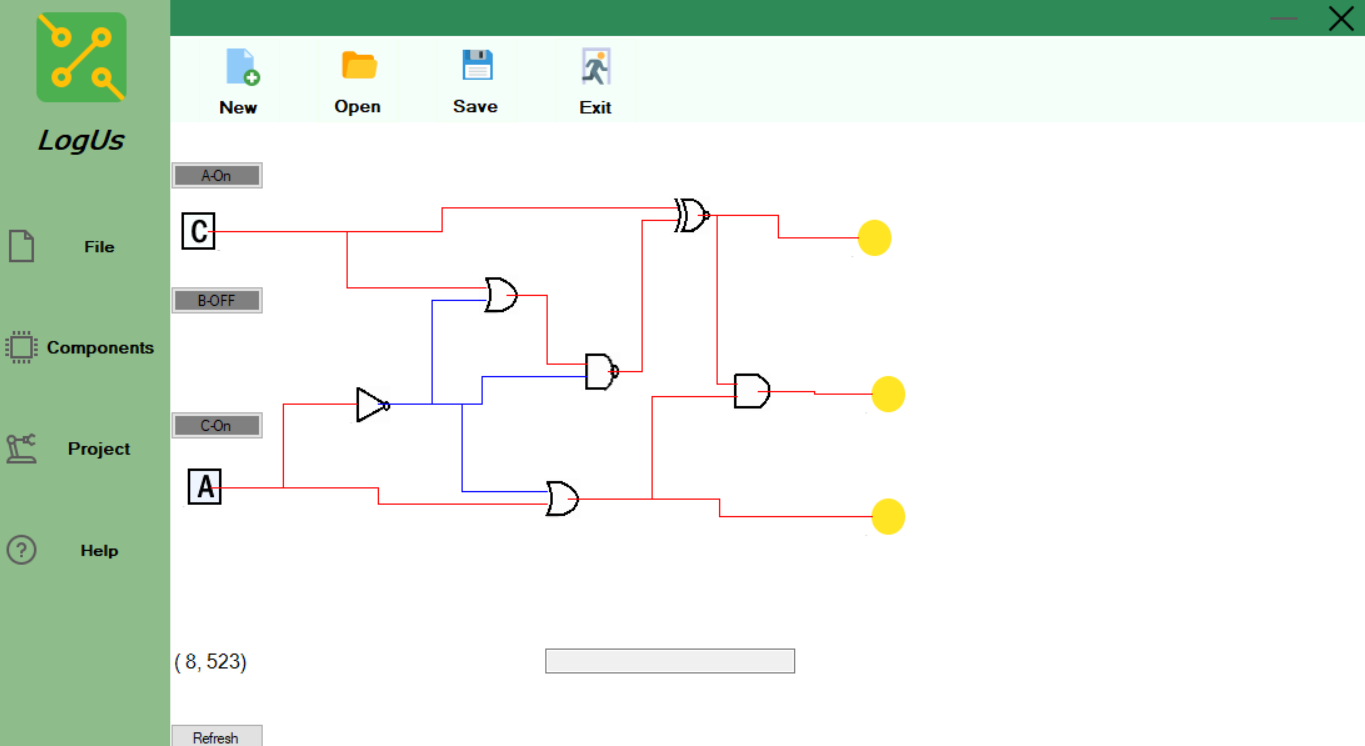 LogUs
File
Components
Project
Help
New
Open
Save
Exit
A-On
C
B-OFF
C-On
A
( 8, 523)
Refresh